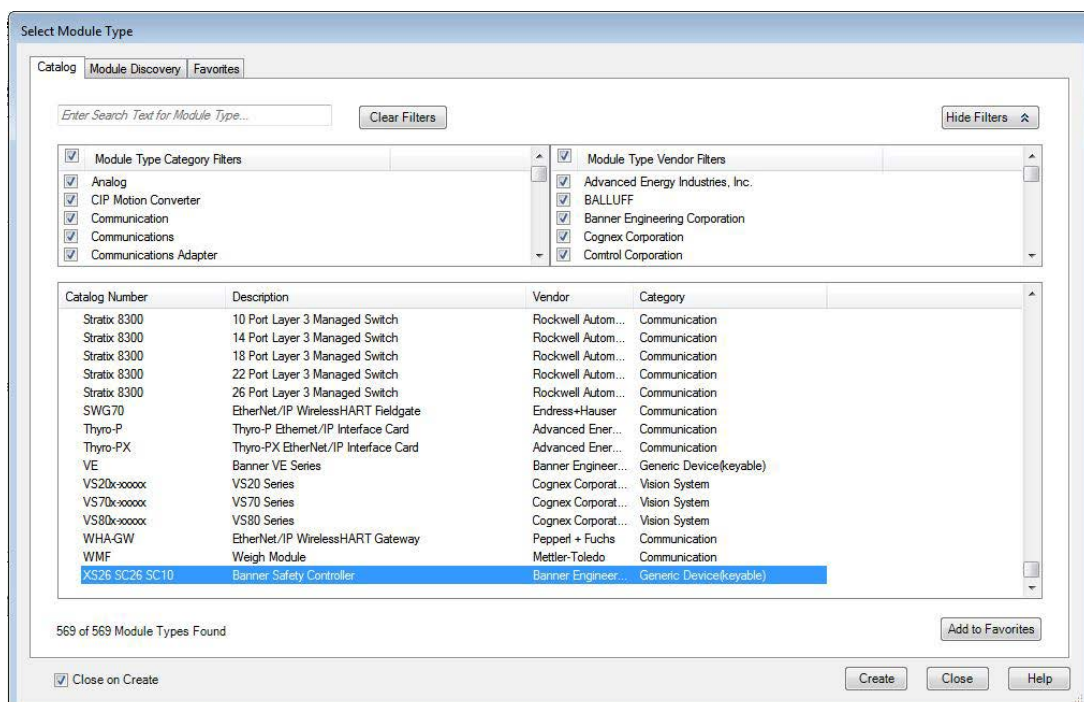 Select Module Type
Catalog Module Discovery Favorites
Enter Search Text for Module Type... Clear Filters Hide Filters
Module Type Category Filters Module Type Vendor Filters
Analog Advanced Energy Industries, Inc.
CIP Motion Converter BALLUFF
Communication Banner Engineering Corporation
Communications Cognex Corporation
Communications Adapter Comtrol Corporation
Catalog Number Description Vendor Category
Stratix 8300 10 Port Layer 3 Managed Switch Rockwell Autom... Communication
Stratix 8300 14 Port Layer 3 Managed Switch Rockwell Autom... Communication
Stratix 8300 18 Port Layer 3 Managed Switch Rockwell Autom... Communication
Stratix 8300 22 Port Layer 3 Managed Switch Rockwell Autom... Communication
Stratix 8300 26 Port Layer 3 Managed Switch Rockwell Autom... Communication
SWG70 EtherNet/IP WirelessHART Fieldgate Endress+Hauser Communication
Thyro-P Thyro-P Ethernet/IP Interface Card Advanced Ener... Communication
Thyro-PX Thyro-PX EtherNet/IP Interface Card Advanced Ener... Communication
VE Banner VE Series Banner Engineer... Generic Device(keyable)
VS20x-xxxxx VS20 Series Cognex Corporat... Vision System
VS70x-xxxxx VS70 Series Cognex Corporat... Vision System
VS80x-xxxxx VS80 Series Cognex Corporat... Vision System
WHA-GW EtherNet/IP WirelessHART Gateway Pepperl + Fuchs Communication
WMF Weigh Module Mettler-Toledo Communication
XS26 SC26 SC10 Banner Safety Controller Banner Engineer... Generic Device(keyable)
569 of 569 Module Types Found Add to Favorites
Close on Create Create Close Help